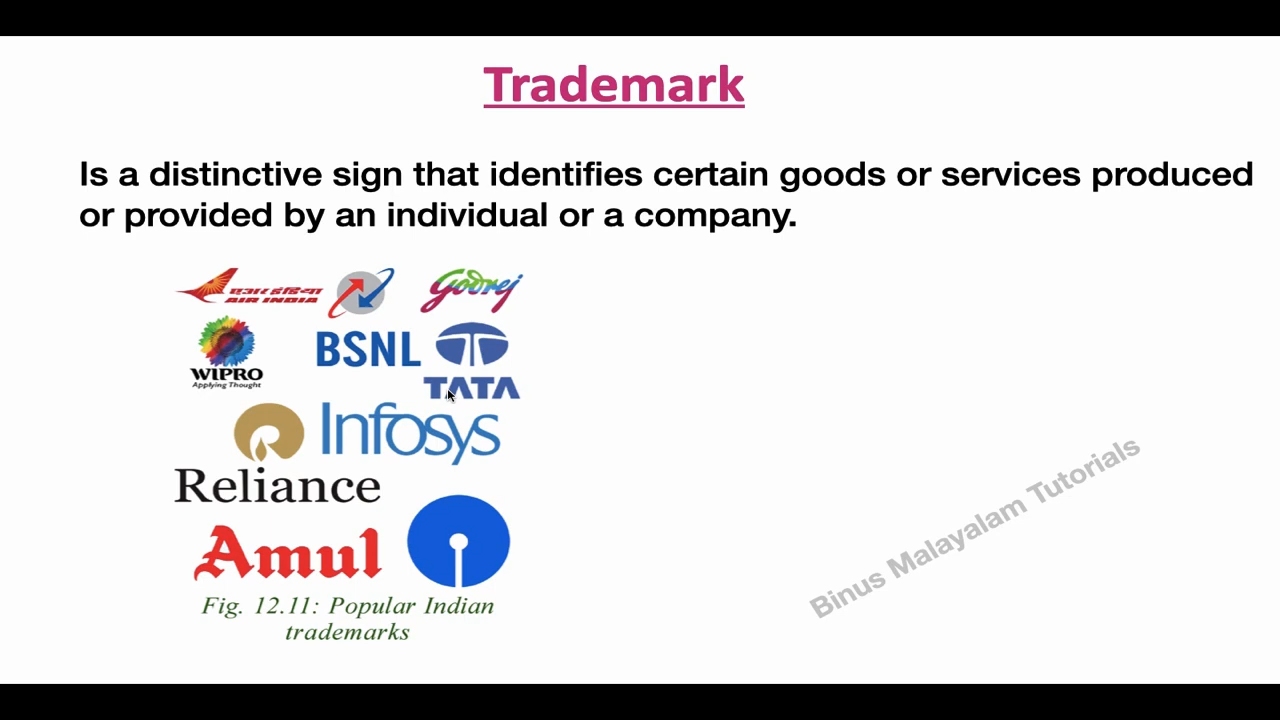 Trademark
Is a distinctive sign that identifies certain goods or services produced
or provided by an individual or a company.
एअर इंडिया
AIR INDIA
Godrej
WIPRO
Applying Thought
BSNL
TATA
Infosys
Reliance
Amul
Fig. 12.11: Popular Indian
trademarks
Binus Malayalam Tutorials